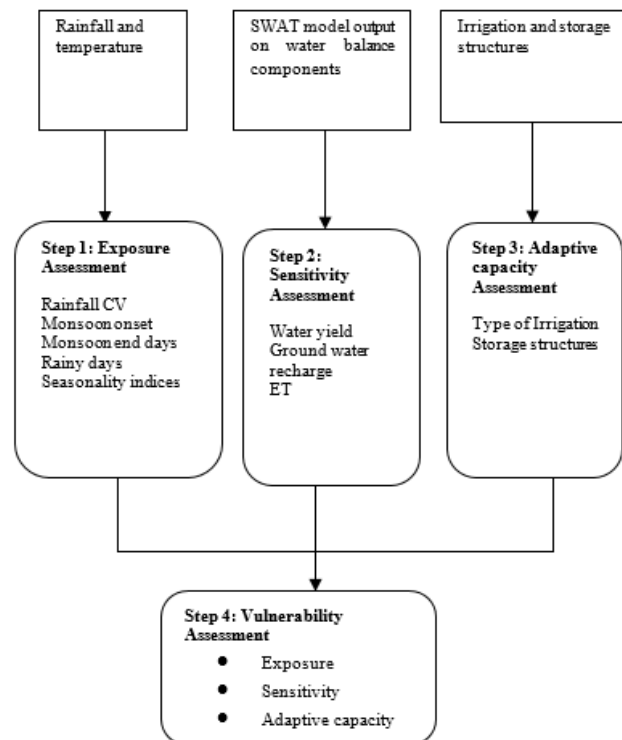 Rainfall and
temperature
SWAT model output
on water balance
components
Irrigation and storage
structures
Step 1: Exposure
Assessment
Rainfall CV
Monsoon onset
Monsoon end days
Rainy days
Seasonality indices
Step 2:
Sensitivity
Assessment
Water yield
Ground water
recharge
ET
Step 3: Adaptive
capacity
Assessment
Type of Irrigation
Storage structures
Step 4: Vulnerability
Assessment
● Exposure
● Sensitivity
● Adaptive capacity